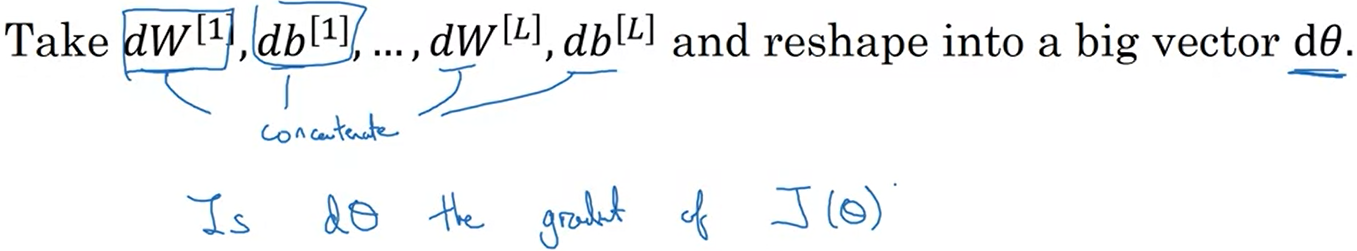 Take dW^[1], db^[1], ..., dW^[L], db^[L] and reshape into a big vector dθ.
concatenate
Is dθ the gradient of J(θ)